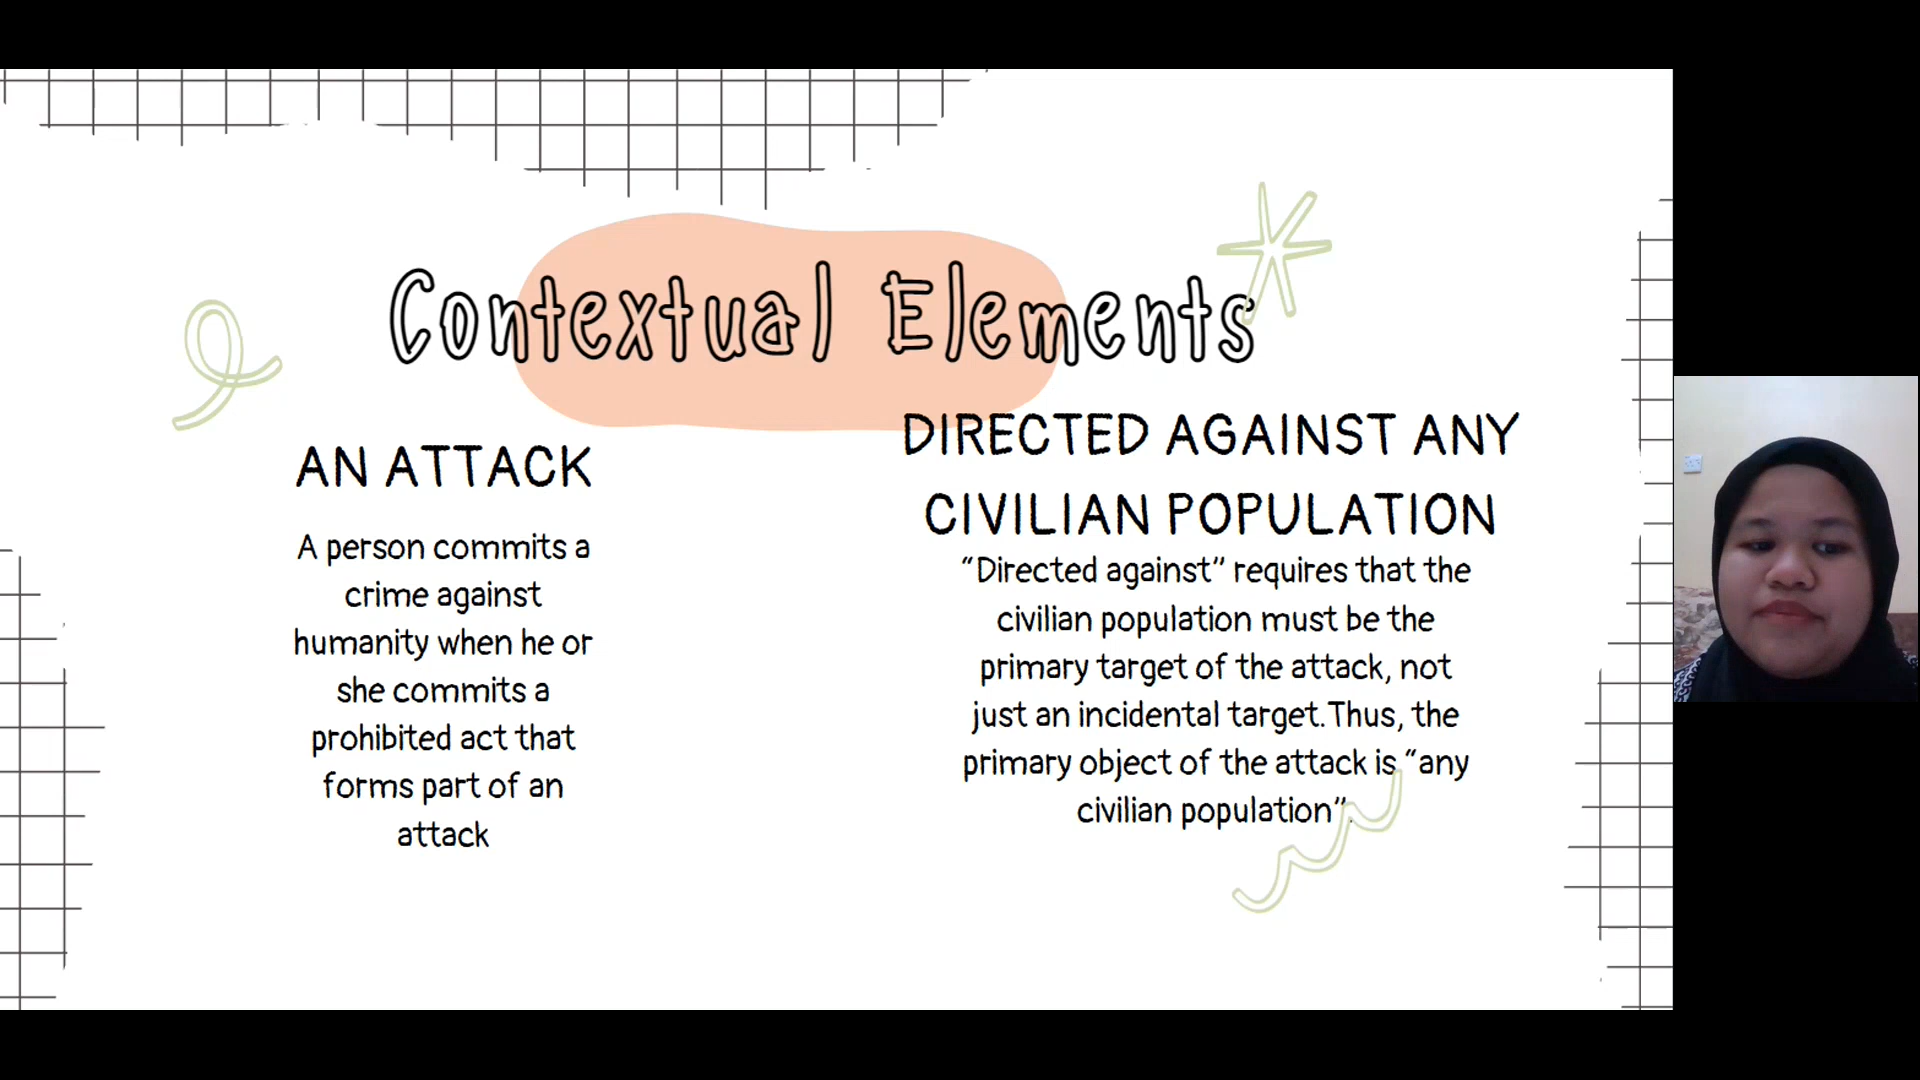 Contextual Elements
AN ATTACK
A person commits a
crime against
humanity when he or
she commits a
prohibited act that
forms part of an
attack
DIRECTED AGAINST ANY
CIVILIAN POPULATION
“Directed against” requires that the
civilian population must be the
primary target of the attack, not
just an incidental target.Thus, the
primary object of the attack is “any
civilian population”.